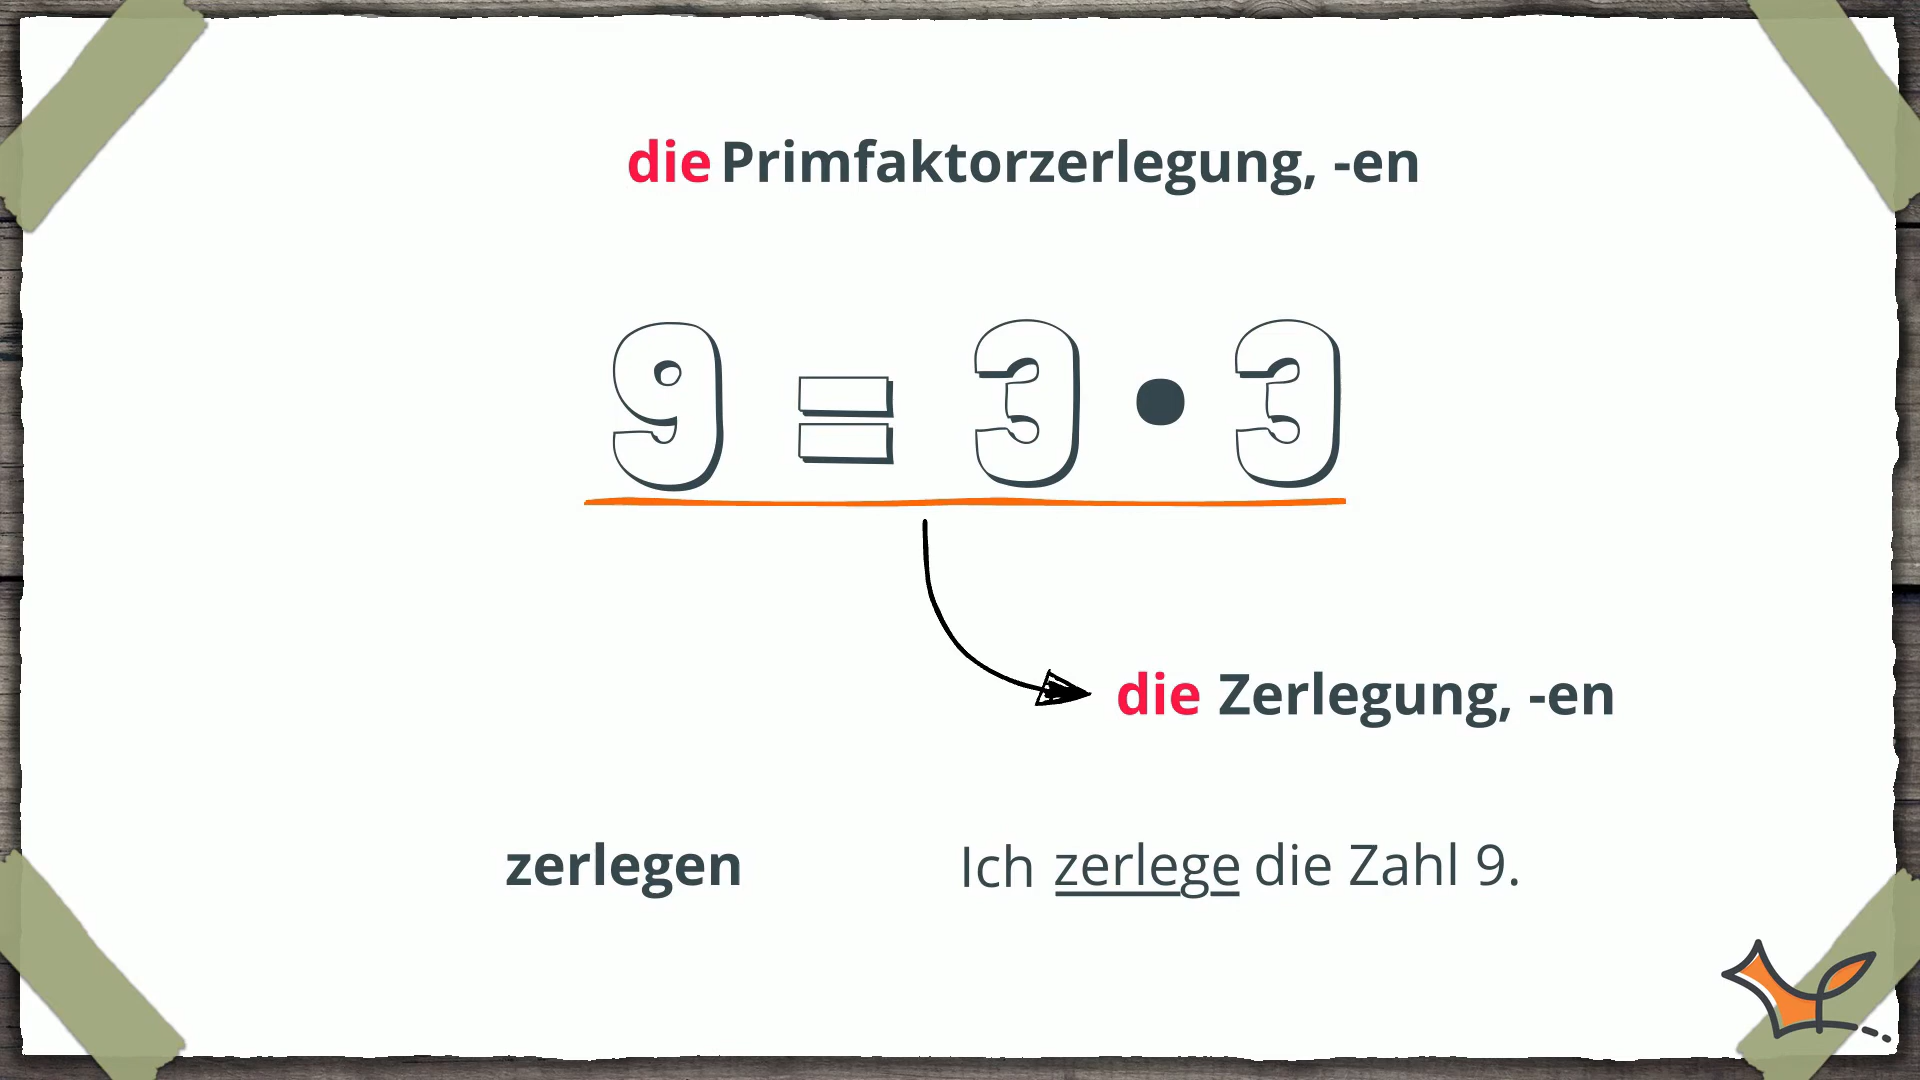 die Primfaktorzerlegung, -en
9 = 3 • 3
die Zerlegung, -en
zerlegen Ich zerlege die Zahl 9.